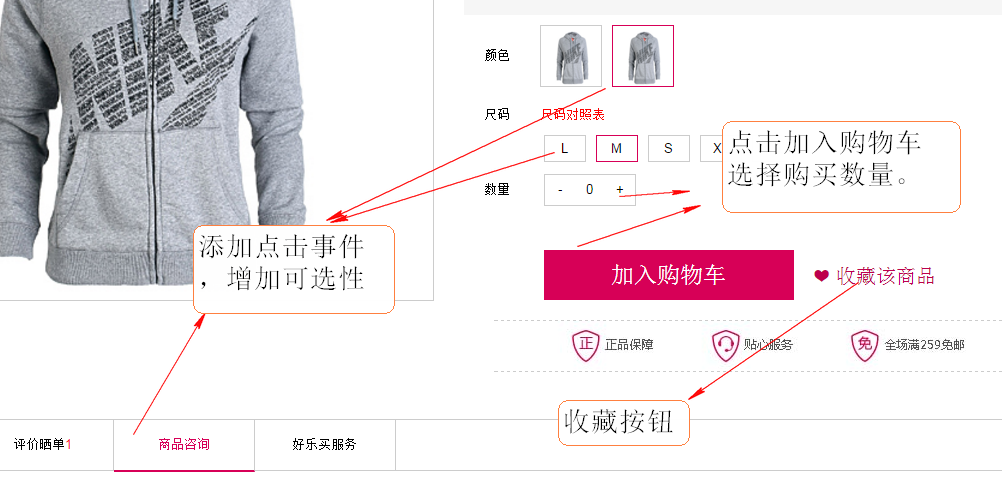 NIKE
颜色
尺码 尺码对照表
L M S X
数量 - 0 +
点击加入购物车
选择购买数量。
添加点击事件
，增加可选性
加入购物车 收藏该商品
正 正品保障 贴心服务 免 全场满259免邮
收藏按钮
评价晒单1 商品咨询 好乐买服务